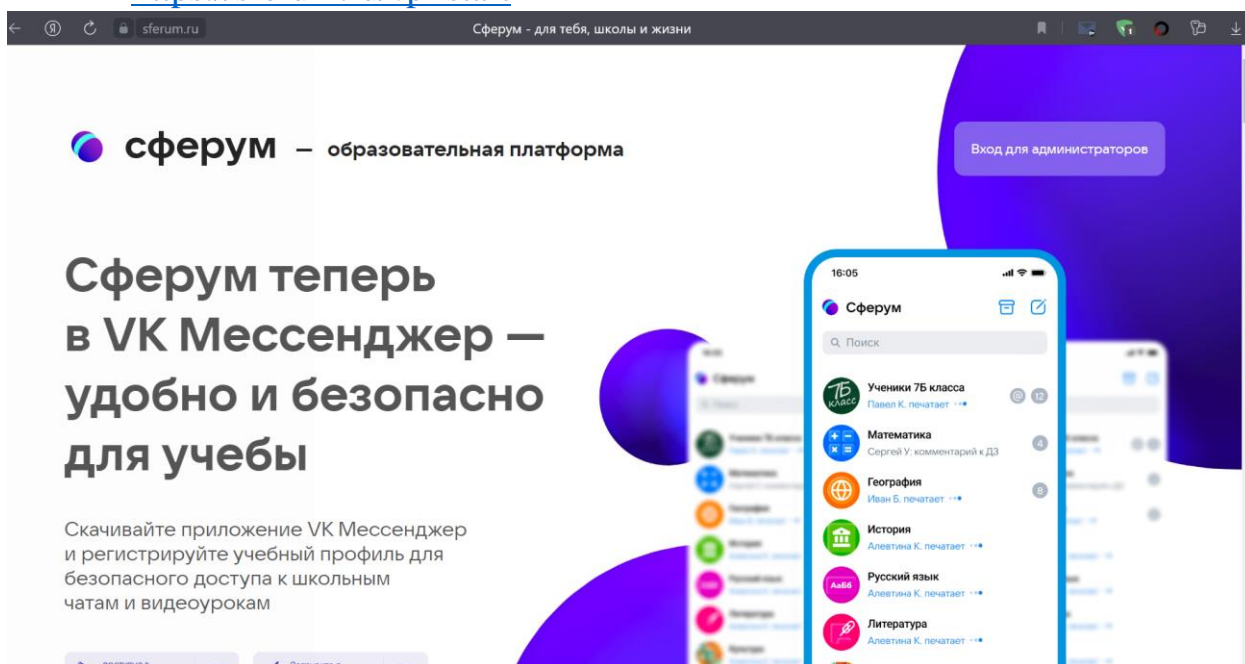 sferum.ru
Сферум - для тебя, школы и жизни
сферум – образовательная платформа
Вход для администраторов
Сферум теперь
в VK Мессенджер —
удобно и безопасно
для учебы
Скачивайте приложение VK Мессенджер
и регистрируйте учебный профиль для
безопасного доступа к школьным
чатам и видеоурокам
16:05
Сферум
Поиск
7Б класс
Ученики 7Б класса
Павел К. печатает
@ 12
Математика
Сергей У: комментарий к ДЗ
4
География
Иван Б. печатает
8
История
Алевтина К. печатает
АаБб
Русский язык
Алевтина К. печатает
Литература
Алевтина К. печатает